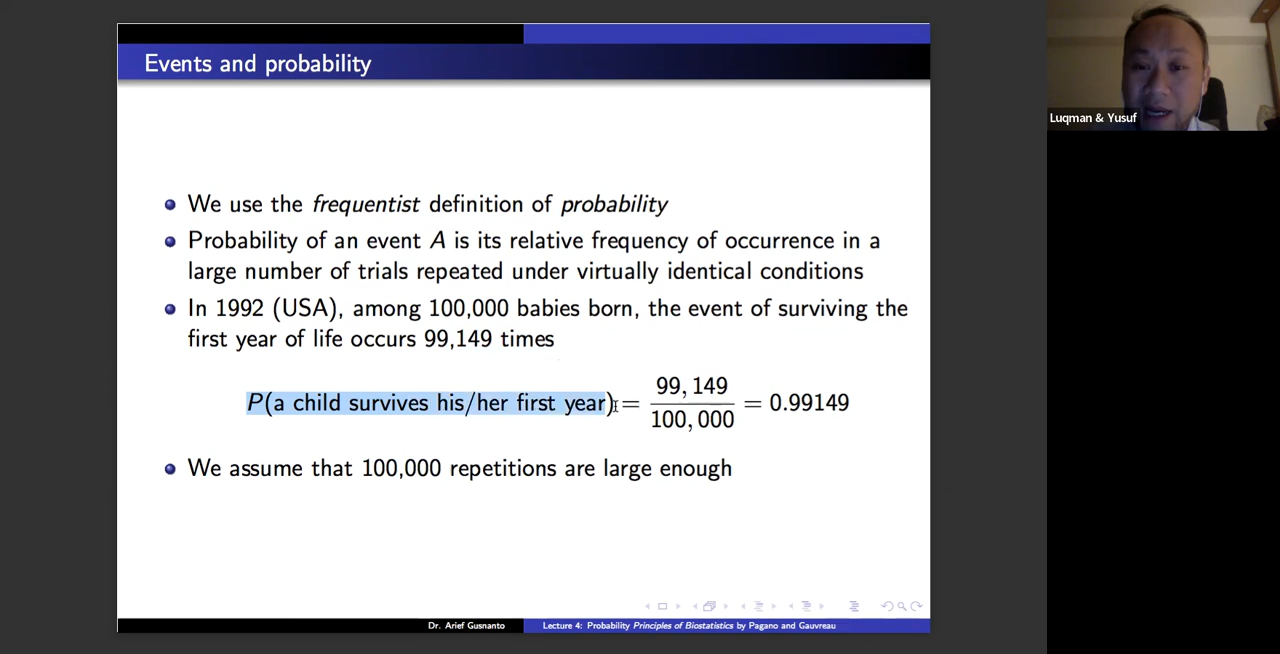 Events and probability
Luqman & Yusuf
We use the frequentist definition of probability
Probability of an event A is its relative frequency of occurrence in a
large number of trials repeated under virtually identical conditions
In 1992 (USA), among 100,000 babies born, the event of surviving the
first year of life occurs 99,149 times
P(a child survives his/her first year) = 99, 149 / 100, 000 = 0.99149
We assume that 100,000 repetitions are large enough
Dr. Arief Gusnanto
Lecture 4: Probability Principles of Biostatistics by Pagano and Gauvreau